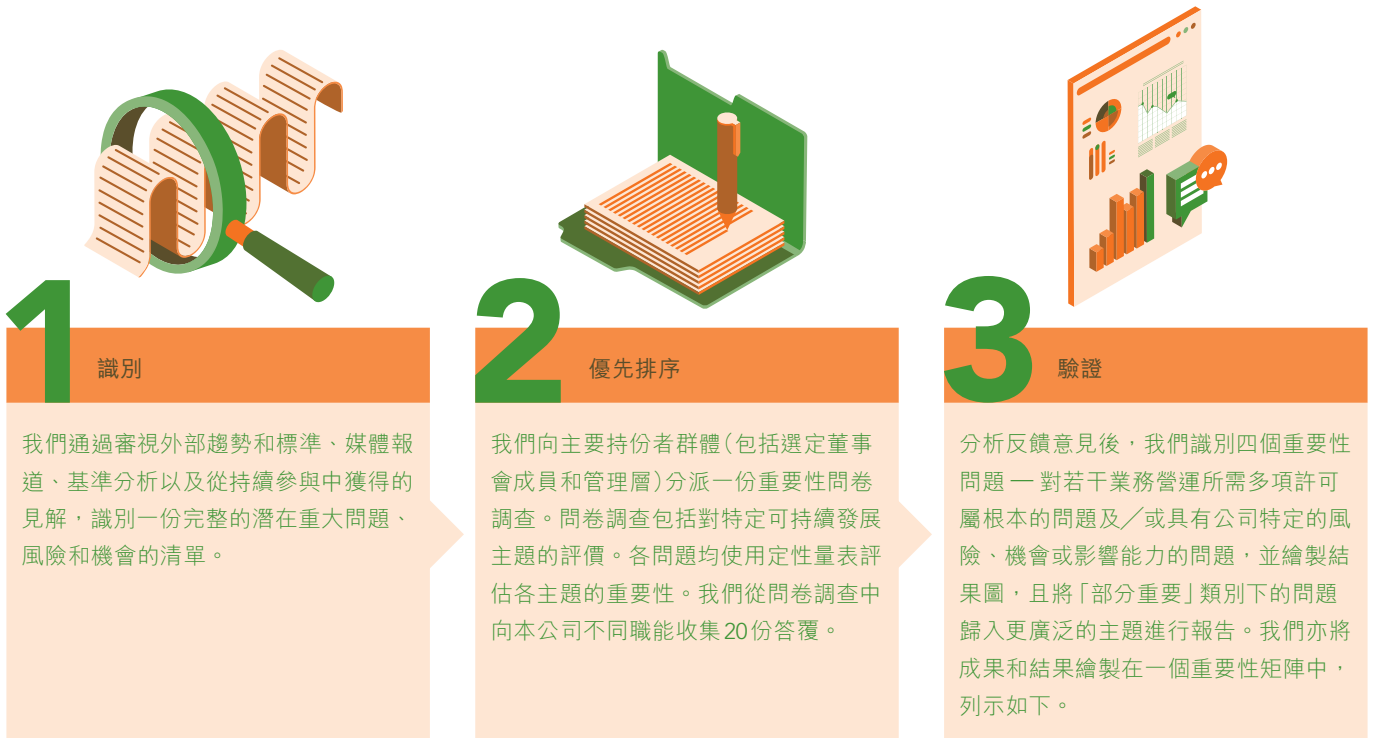 1
識別
我們通過審視外部趨勢和標準、媒體報
道、基準分析以及從持續參與中獲得的
見解，識別一份完整的潛在重大問題、
風險和機會的清單。
2
優先排序
我們向主要持份者群體（包括選定董事
會成員和管理層）分派一份重要性問卷
調查。問卷調查包括對特定可持續發展
主題的評價。各問題均使用定性量表評
估各主題的重要性。我們從問卷調查中
向本公司不同職能收集20份答覆。
3
驗證
分析反饋意見後，我們識別四個重要性
問題 — 對若干業務營運所需多項許可
屬根本的問題及╱或具有公司特定的風
險、機會或影響能力的問題，並繪製結
果圖，且將「部分重要」類別下的問題
歸入更廣泛的主題進行報告。我們亦將
成果和結果繪製在一個重要性矩陣中，
列示如下。